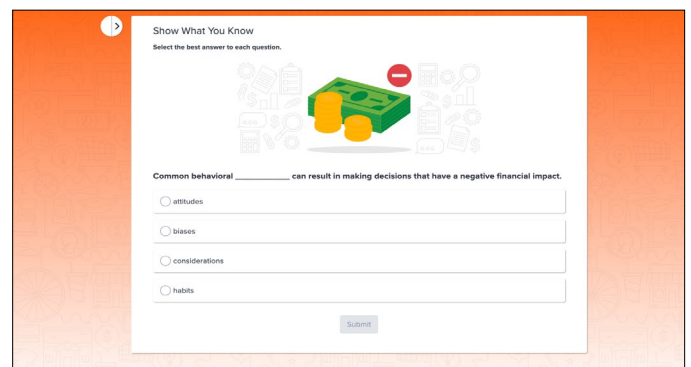 Show What You Know
Select the best answer to each question.
Common behavioral ____________ can result in making decisions that have a negative financial impact.
attitudes
biases
considerations
habits
Submit